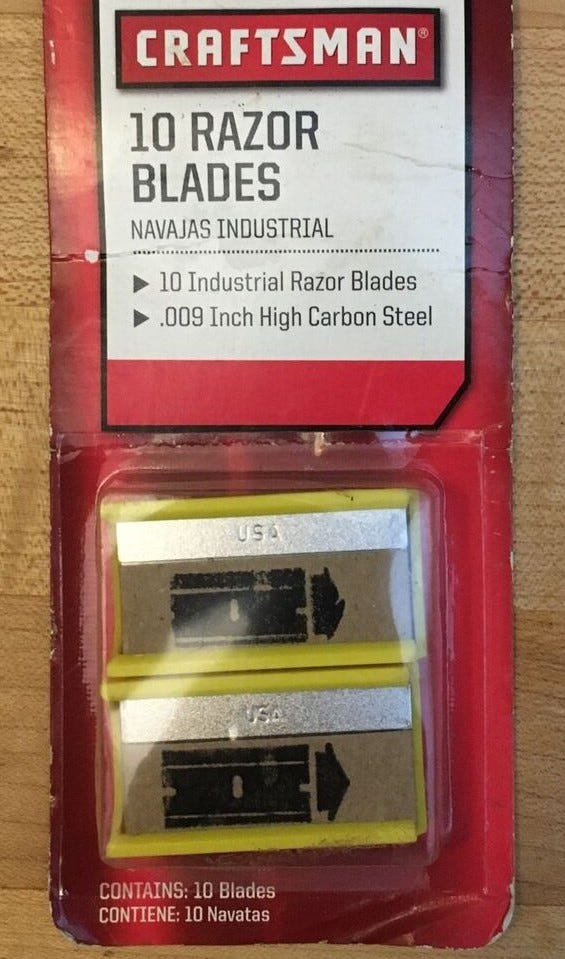 CRAFTSMAN®
10 RAZOR
BLADES
NAVAJAS INDUSTRIAL
▶ 10 Industrial Razor Blades
▶ .009 Inch High Carbon Steel
USA
USA
CONTAINS: 10 Blades
CONTIENE: 10 Navatas